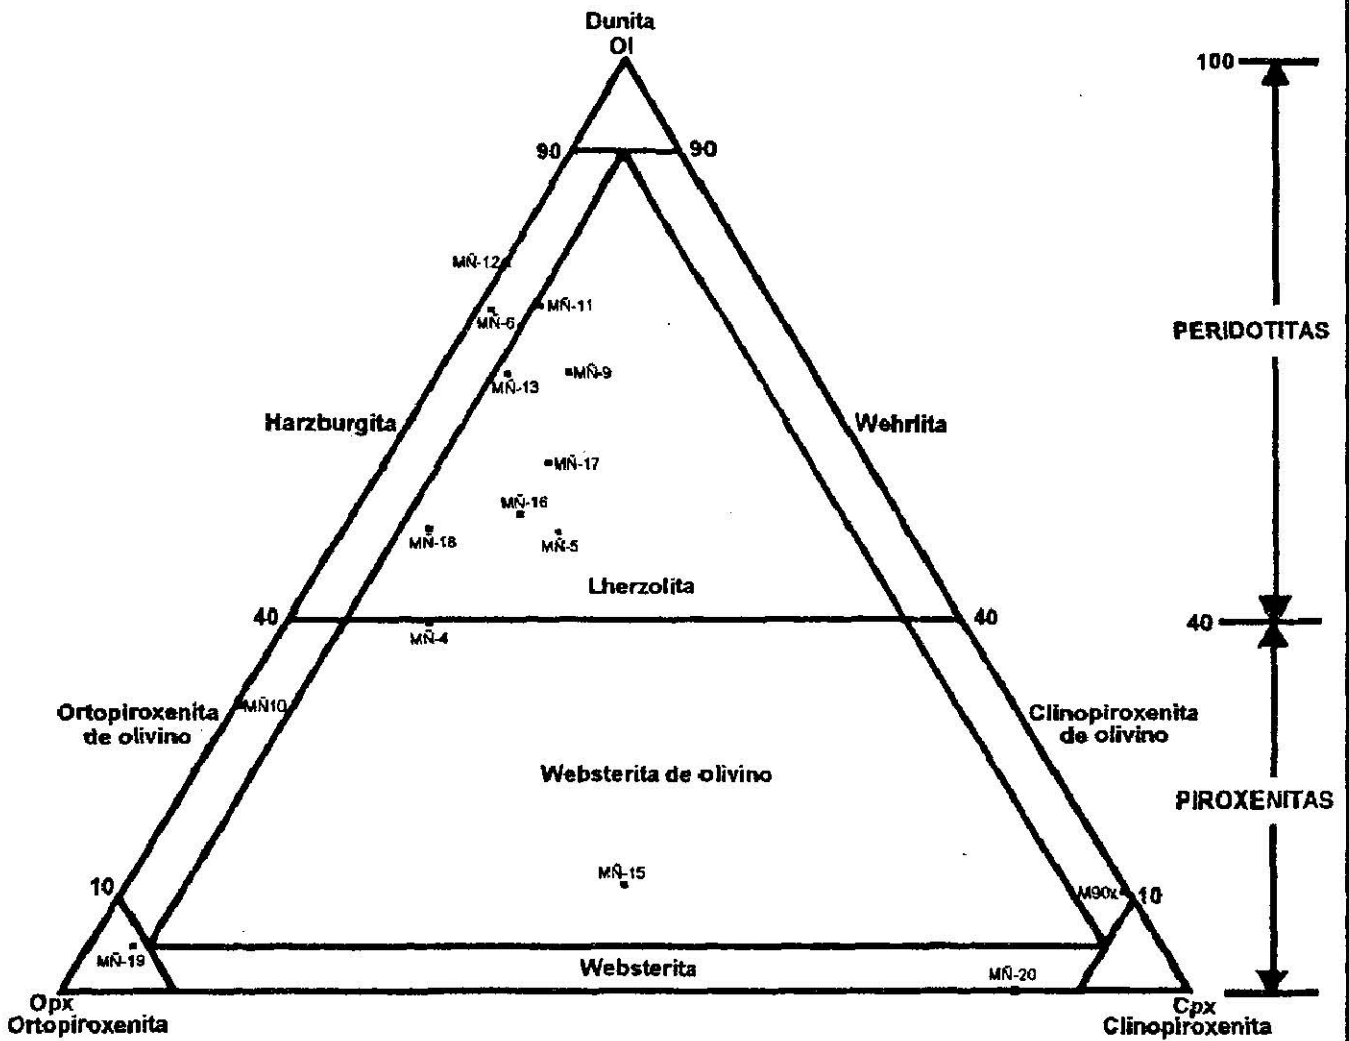 Dunita
Ol
100
90
90
MÑ-12
MÑ-11
MÑ-6
PERIDOTITAS
MÑ-9
MÑ-13
Harzburgita
Wehrlita
MÑ-17
MÑ-16
MÑ-18
MÑ-5
Lherzolita
40
40
40
MÑ-4
MÑ10
Ortopiroxenita
de olivino
Clinopiroxenita
de olivino
Websterita de olivino
PIROXENITAS
MÑ-15
10
M90x
10
MÑ-19
Websterita
MÑ-20
Opx
Ortopiroxenita
Cpx
Clinopiroxenita